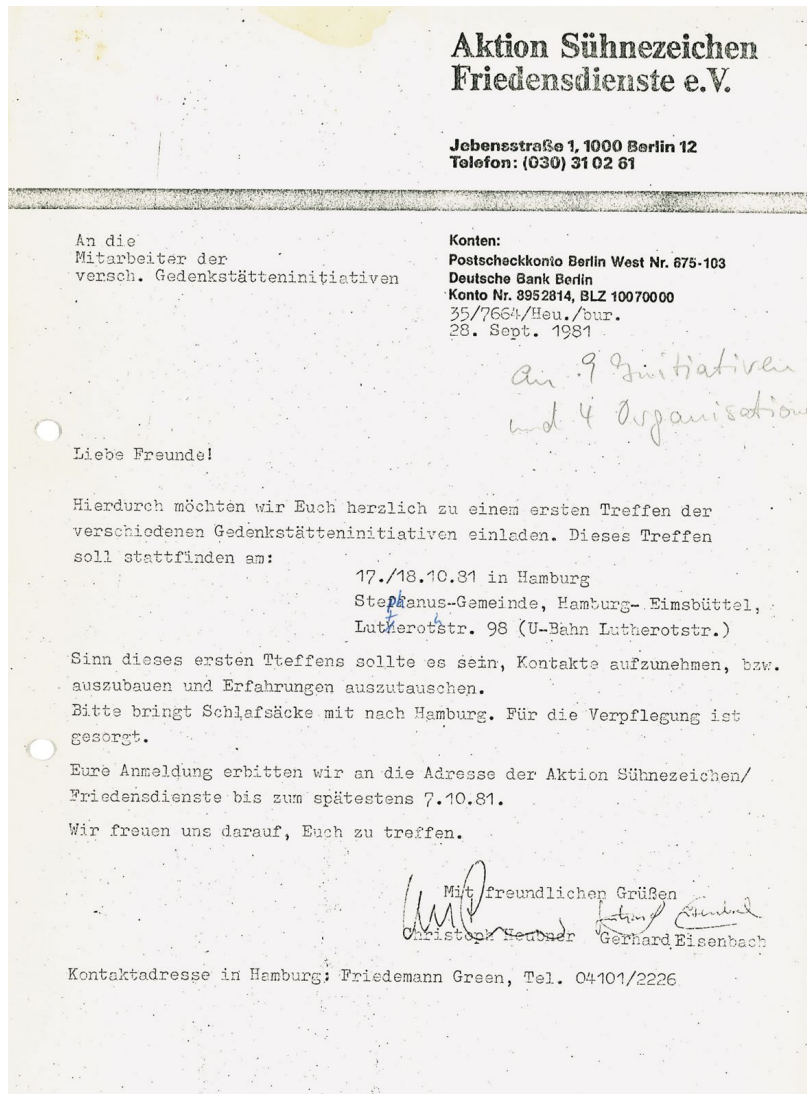 Aktion Sühnezeichen
Friedensdienste e.V.
Jebensstraße 1, 1000 Berlin 12
Telefon: (030) 31 02 61
An die
Mitarbeiter der
versch. Gedenkstätteninitiativen
Konten:
Postscheckkonto Berlin West Nr. 675-103
Deutsche Bank Berlin
Konto Nr. 8952814, BLZ 10070000
35/7664/Heu./bur.
28. Sept. 1981
An 9 Initiativen
und 4 Organisation
Liebe Freunde!
Hierdurch möchten wir Euch herzlich zu einem ersten Treffen der
verschiedenen Gedenkstätteninitiativen einladen. Dieses Treffen
soll stattfinden am:
17./18.10.81 in Hamburg
Stephanus-Gemeinde, Hamburg- Eimsbüttel,
Lutterothstr. 98 (U-Bahn Lutherotstr.)
Sinn dieses ersten Tteffens sollte es sein, Kontakte aufzunehmen, bzw.
auszubauen und Erfahrungen auszutauschen.
Bitte bringt Schlafsäcke mit nach Hamburg. Für die Verpflegung ist
gesorgt.
Eure Anmeldung erbitten wir an die Adresse der Aktion Sühnezeichen/
Friedensdienste bis zum spätestens 7.10.81.
Wir freuen uns darauf, Euch zu treffen.
Mit freundlichen Grüßen
Christoph Heubner Gerhard Eisenbach
Kontaktadresse in Hamburg: Friedemann Green, Tel. 04101/2226